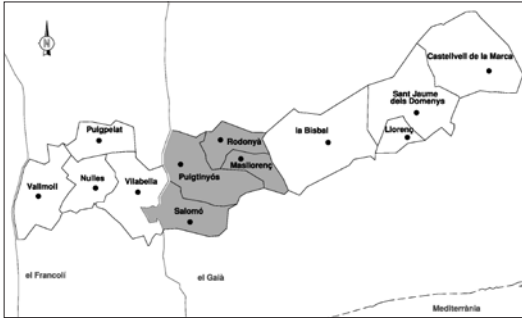 N
Castellvell de la Marca
Sant Jaume
dels Domenys
Llorenç
la Bisbal
Rodonyà
Masllorenç
Puigtinyós
Puigpelat
Vallmoll
Nulles
Vilabella
Salomó
el Francolí
el Gaià
Mediterrània